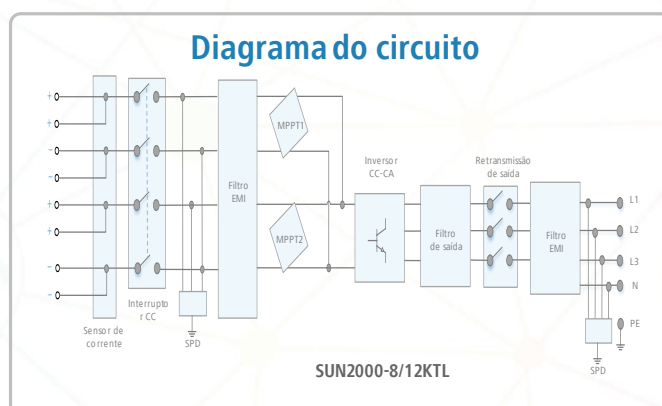 Diagrama do circuito
+
+
−
−
+
+
−
−
Sensor de
corrente
Interrupto
r CC
SPD
Filtro
EMI
MPPT1
MPPT2
Inversor
CC-CA
Filtro
de saída
Retransmissão
de saída
Filtro
EMI
L1
L2
L3
N
PE
SPD
SUN2000-8/12KTL